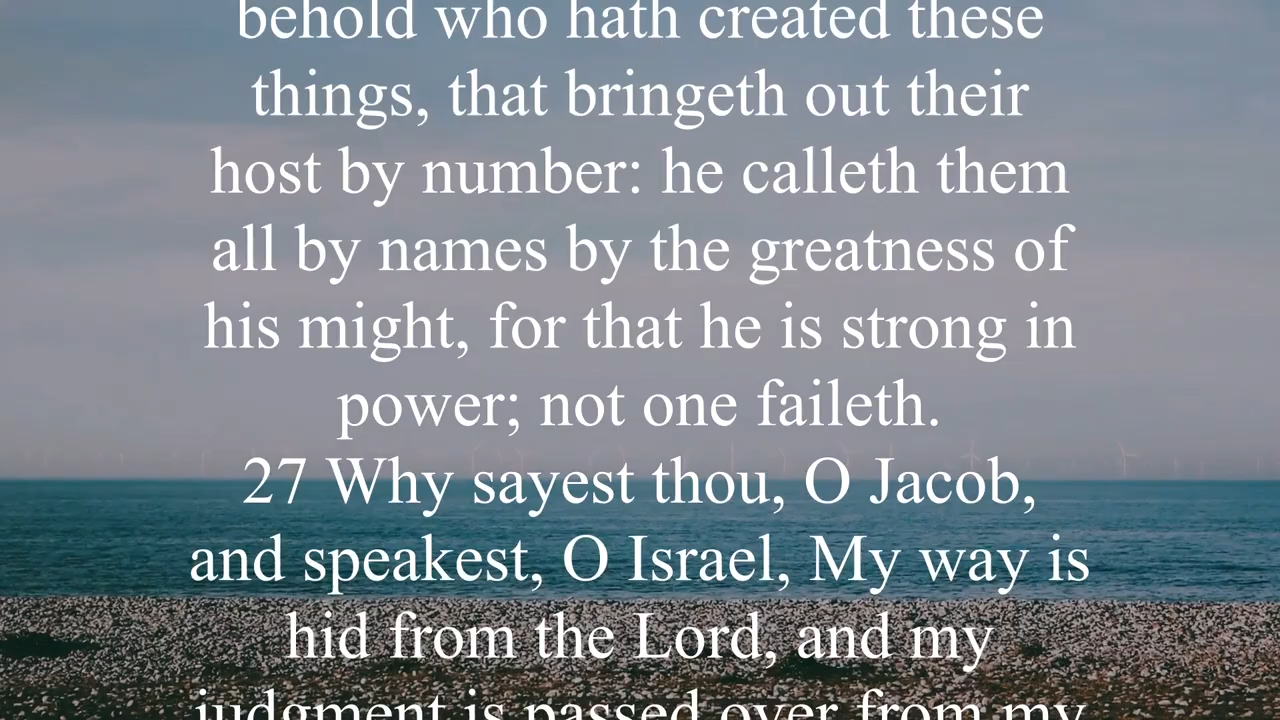 behold who hath created these
things, that bringeth out their
host by number: he calleth them
all by names by the greatness of
his might, for that he is strong in
power; not one faileth.
27 Why sayest thou, O Jacob,
and speakest, O Israel, My way is
hid from the Lord, and my
judgment is passed over from my